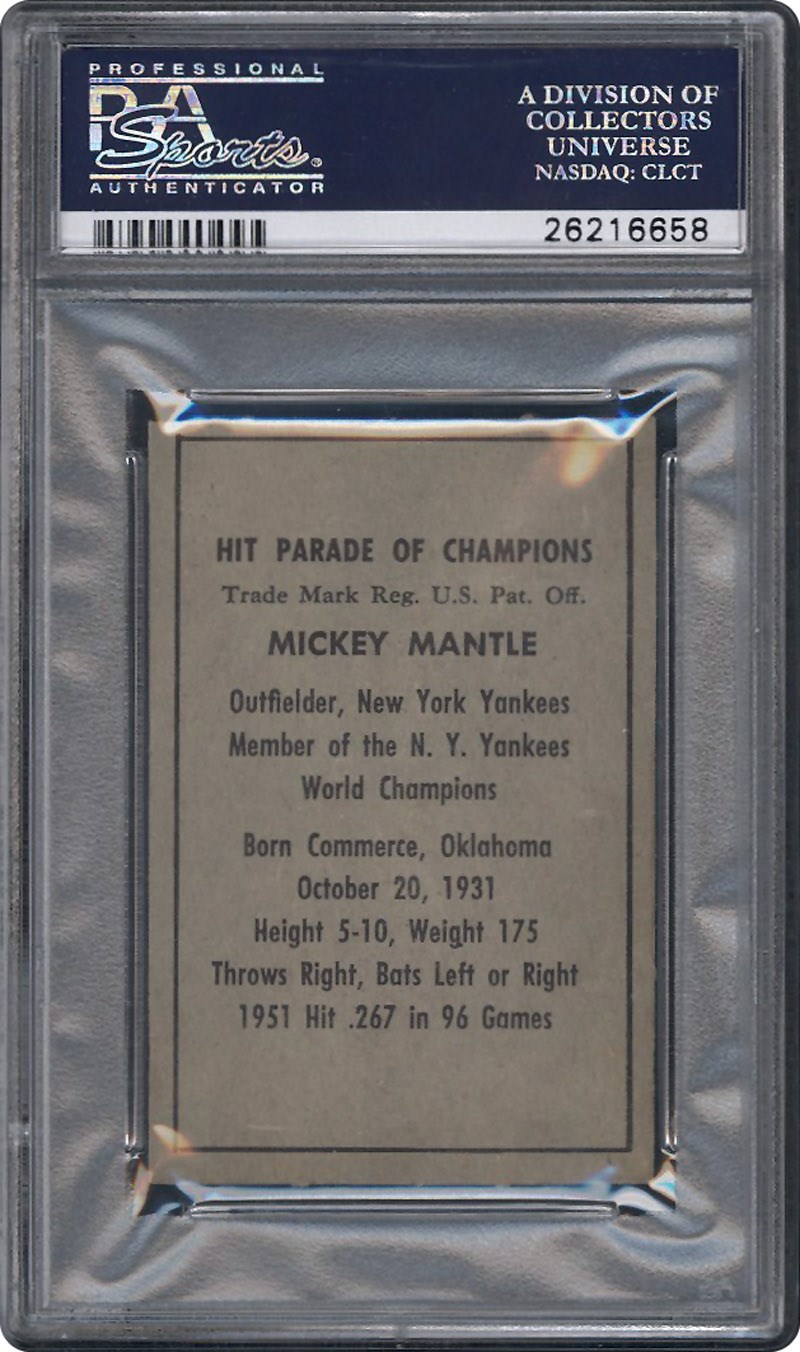 PROFESSIONAL
PSA
Sports®
AUTHENTICATOR
A DIVISION OF
COLLECTORS
UNIVERSE
NASDAQ: CLCT
26216658
HIT PARADE OF CHAMPIONS
Trade Mark Reg. U.S. Pat. Off.
MICKEY MANTLE
Outfielder, New York Yankees
Member of the N. Y. Yankees
World Champions
Born Commerce, Oklahoma
October 20, 1931
Height 5-10, Weight 175
Throws Right, Bats Left or Right
1951 Hit .267 in 96 Games